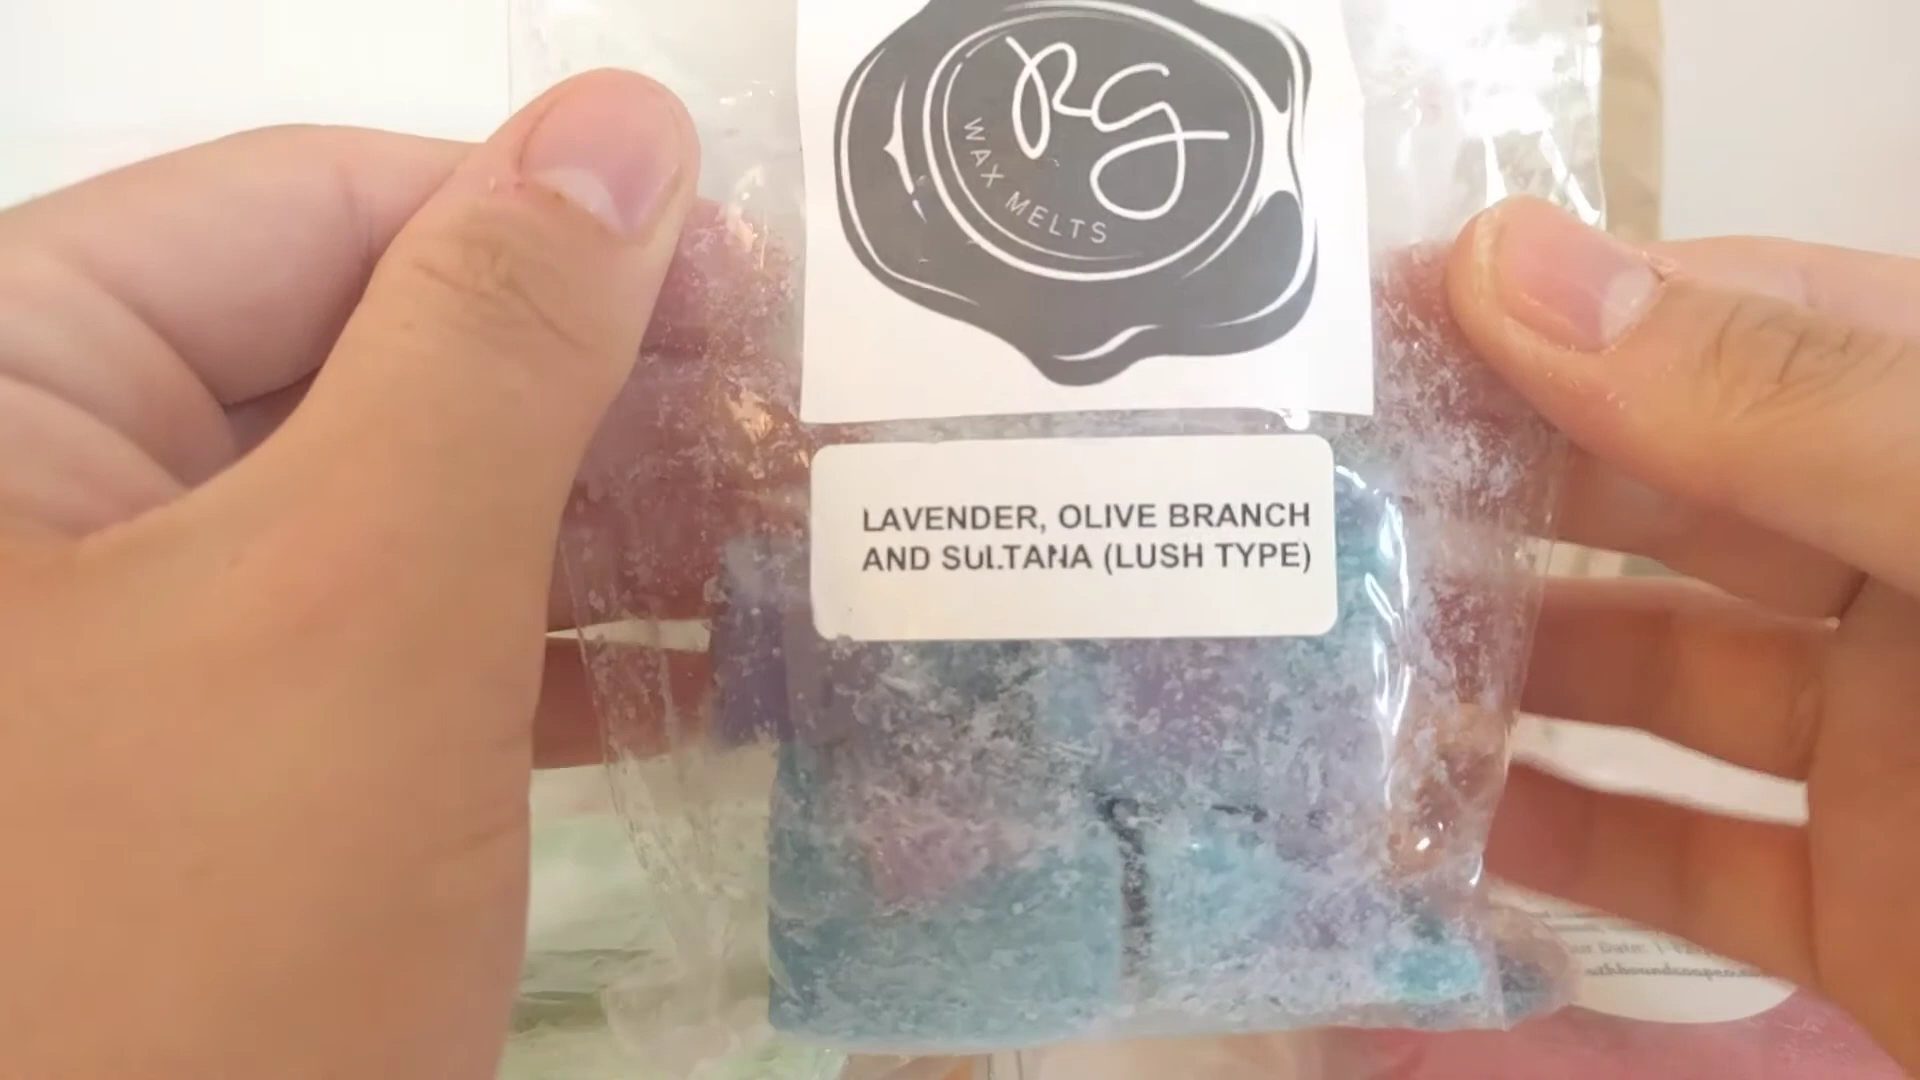 RG
WAX MELTS
LAVENDER, OLIVE BRANCH
AND SULTANA (LUSH TYPE)